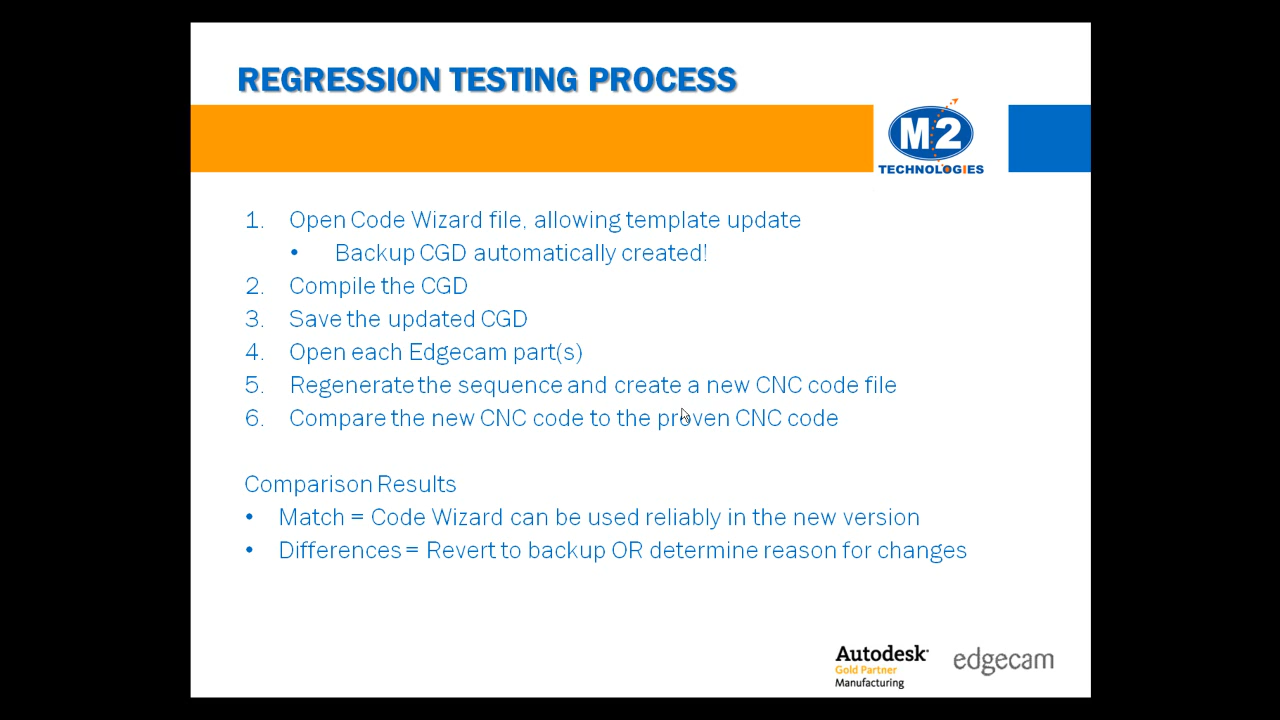 REGRESSION TESTING PROCESS
M2
TECHNOLOGIES
1. Open Code Wizard file, allowing template update
• Backup CGD automatically created!
2. Compile the CGD
3. Save the updated CGD
4. Open each Edgecam part(s)
5. Regenerate the sequence and create a new CNC code file
6. Compare the new CNC code to the proven CNC code
Comparison Results
• Match = Code Wizard can be used reliably in the new version
• Differences = Revert to backup OR determine reason for changes
Autodesk
Gold Partner
Manufacturing
edgecam